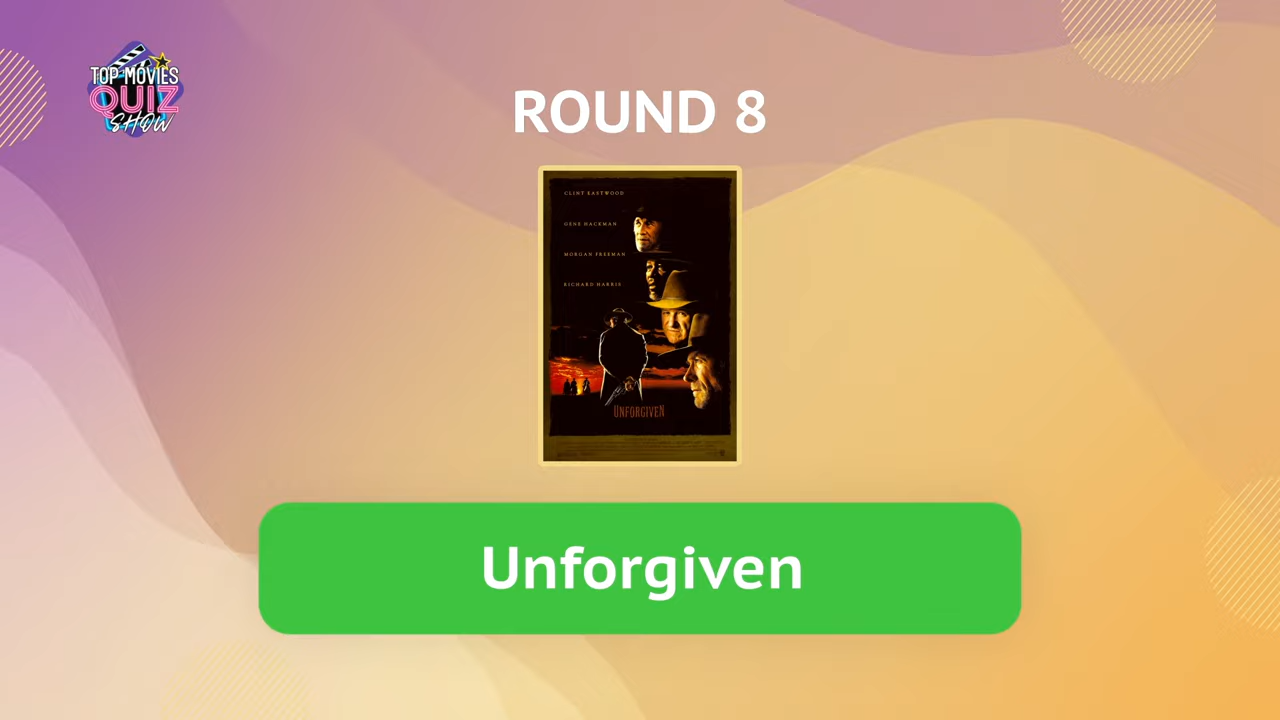 TOP MOVIES
QUIZ
SHOW
ROUND 8
CLINT EASTWOOD
GENE HACKMAN
MORGAN FREEMAN
RICHARD HARRIS
UNFORGIVEN
Unforgiven